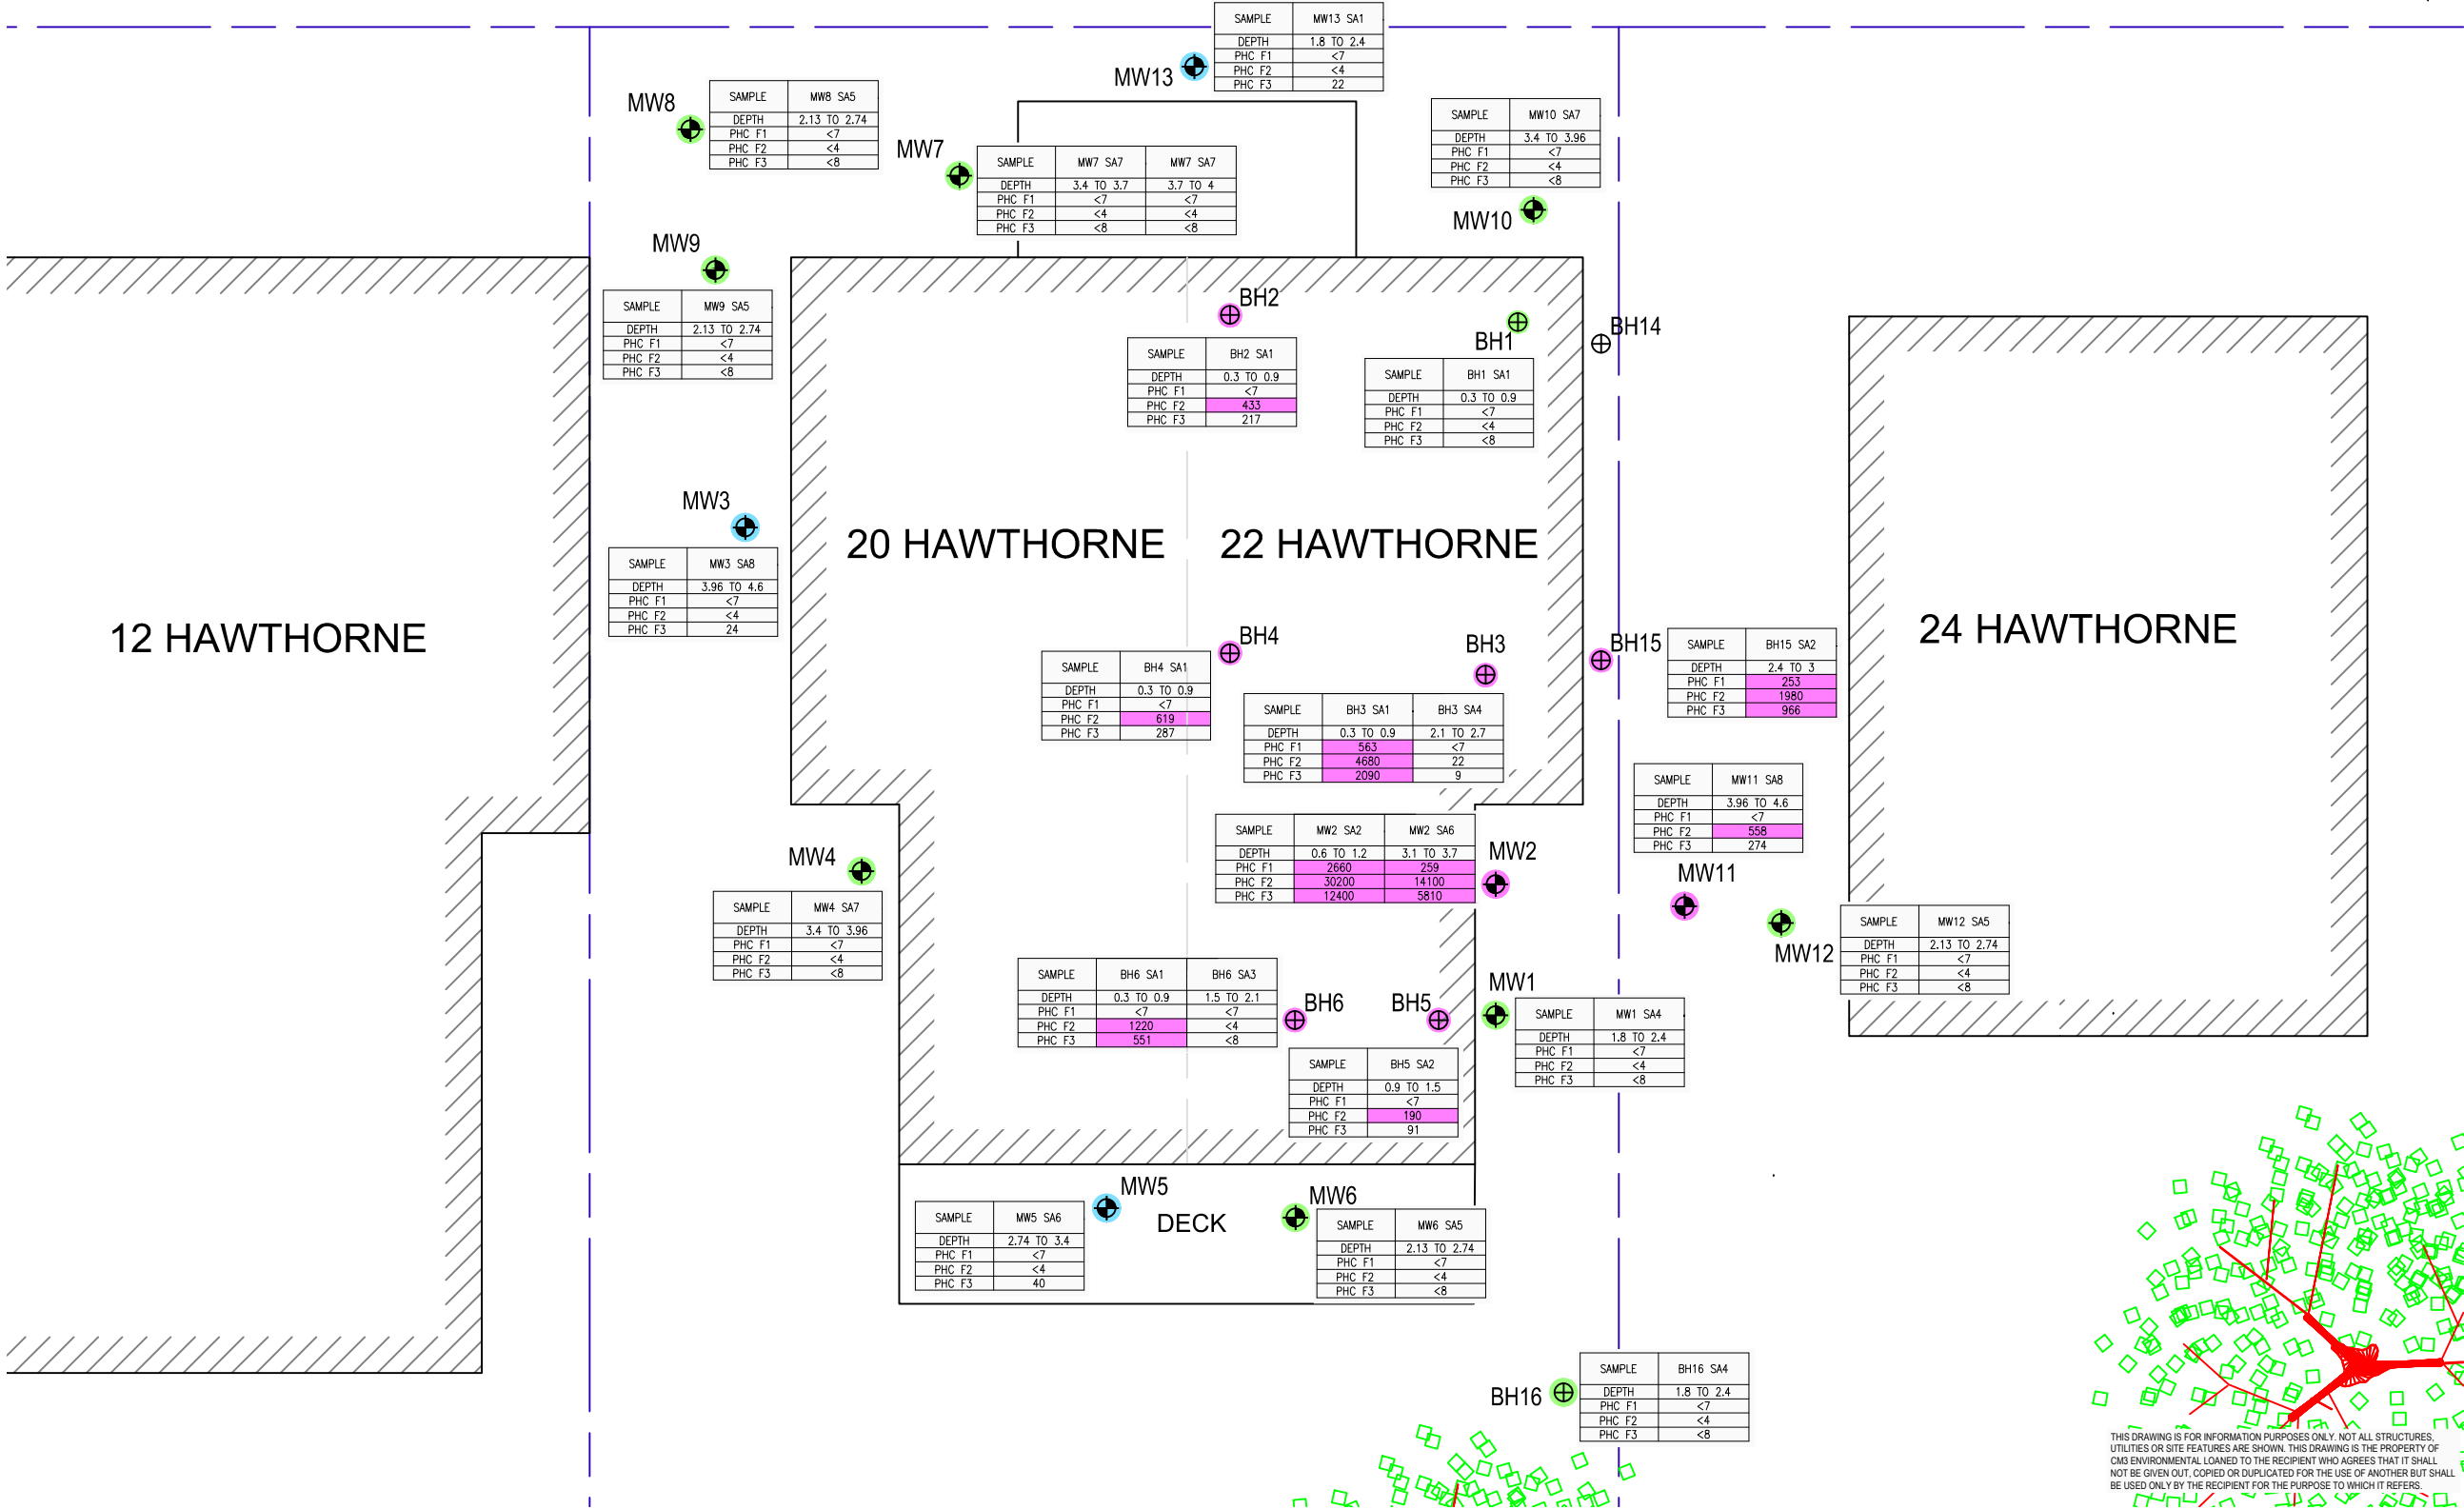 MW13
SAMPLE MW13 SA1
DEPTH 1.8 TO 2.4
PHC F1 <7
PHC F2 <4
PHC F3 22
MW8
SAMPLE MW8 SA5
DEPTH 2.13 TO 2.74
PHC F1 <7
PHC F2 <4
PHC F3 <8
MW7
SAMPLE MW7 SA7 MW7 SA7
DEPTH 3.4 TO 3.7 3.7 TO 4
PHC F1 <7 <7
PHC F2 <4 <4
PHC F3 <8 <8
SAMPLE MW10 SA7
DEPTH 3.4 TO 3.96
PHC F1 <7
PHC F2 <4
PHC F3 <8
MW10
MW9
SAMPLE MW9 SA5
DEPTH 2.13 TO 2.74
PHC F1 <7
PHC F2 <4
PHC F3 <8
BH2
SAMPLE BH2 SA1
DEPTH 0.3 TO 0.9
PHC F1 <7
PHC F2 433
PHC F3 217
BH1
SAMPLE BH1 SA1
DEPTH 0.3 TO 0.9
PHC F1 <7
PHC F2 <4
PHC F3 <8
BH14
MW3
SAMPLE MW3 SA8
DEPTH 3.96 TO 4.6
PHC F1 <7
PHC F2 <4
PHC F3 24
20 HAWTHORNE
22 HAWTHORNE
12 HAWTHORNE
24 HAWTHORNE
BH4
SAMPLE BH4 SA1
DEPTH 0.3 TO 0.9
PHC F1 <7
PHC F2 619
PHC F3 287
BH3
SAMPLE BH3 SA1 BH3 SA4
DEPTH 0.3 TO 0.9 2.1 TO 2.7
PHC F1 563 <7
PHC F2 4680 22
PHC F3 2090 9
BH15
SAMPLE BH15 SA2
DEPTH 2.4 TO 3
PHC F1 253
PHC F2 1980
PHC F3 966
SAMPLE MW11 SA8
DEPTH 3.96 TO 4.6
PHC F1 <7
PHC F2 558
PHC F3 274
MW11
SAMPLE MW2 SA2 MW2 SA6
DEPTH 0.6 TO 1.2 3.1 TO 3.7
PHC F1 2660 259
PHC F2 30200 14100
PHC F3 12400 5810
MW2
MW4
SAMPLE MW4 SA7
DEPTH 3.4 TO 3.96
PHC F1 <7
PHC F2 <4
PHC F3 <8
MW12
SAMPLE MW12 SA5
DEPTH 2.13 TO 2.74
PHC F1 <7
PHC F2 <4
PHC F3 <8
SAMPLE BH6 SA1 BH6 SA3
DEPTH 0.3 TO 0.9 1.5 TO 2.1
PHC F1 <7 <7
PHC F2 1220 <4
PHC F3 551 <8
BH6
BH5
SAMPLE BH5 SA2
DEPTH 0.9 TO 1.5
PHC F1 <7
PHC F2 190
PHC F3 91
MW1
SAMPLE MW1 SA4
DEPTH 1.8 TO 2.4
PHC F1 <7
PHC F2 <4
PHC F3 <8
MW5
SAMPLE MW5 SA6
DEPTH 2.74 TO 3.4
PHC F1 <7
PHC F2 <4
PHC F3 40
DECK
MW6
SAMPLE MW6 SA5
DEPTH 2.13 TO 2.74
PHC F1 <7
PHC F2 <4
PHC F3 <8
BH16
SAMPLE BH16 SA4
DEPTH 1.8 TO 2.4
PHC F1 <7
PHC F2 <4
PHC F3 <8
THIS DRAWING IS FOR INFORMATION PURPOSES ONLY. NOT ALL STRUCTURES,
UTILITIES OR SITE FEATURES ARE SHOWN. THIS DRAWING IS THE PROPERTY OF
CM3 ENVIRONMENTAL LOANED TO THE RECIPIENT WHO AGREES THAT IT SHALL
NOT BE GIVEN OUT, COPIED OR DUPLICATED FOR THE USE OF ANOTHER BUT SHALL
BE USED ONLY BY THE RECIPIENT FOR THE PURPOSE TO WHICH IT REFERS.